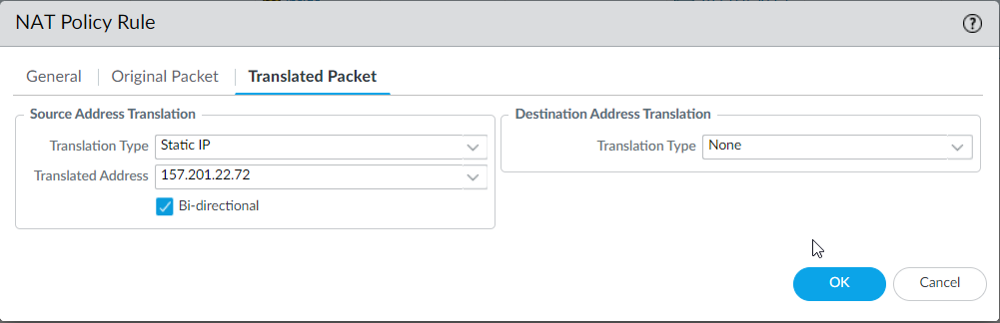 NAT Policy Rule
General
Original Packet
Translated Packet
Source Address Translation
Translation Type Static IP
Translated Address 157.201.22.72
Bi-directional
Destination Address Translation
Translation Type None
OK
Cancel